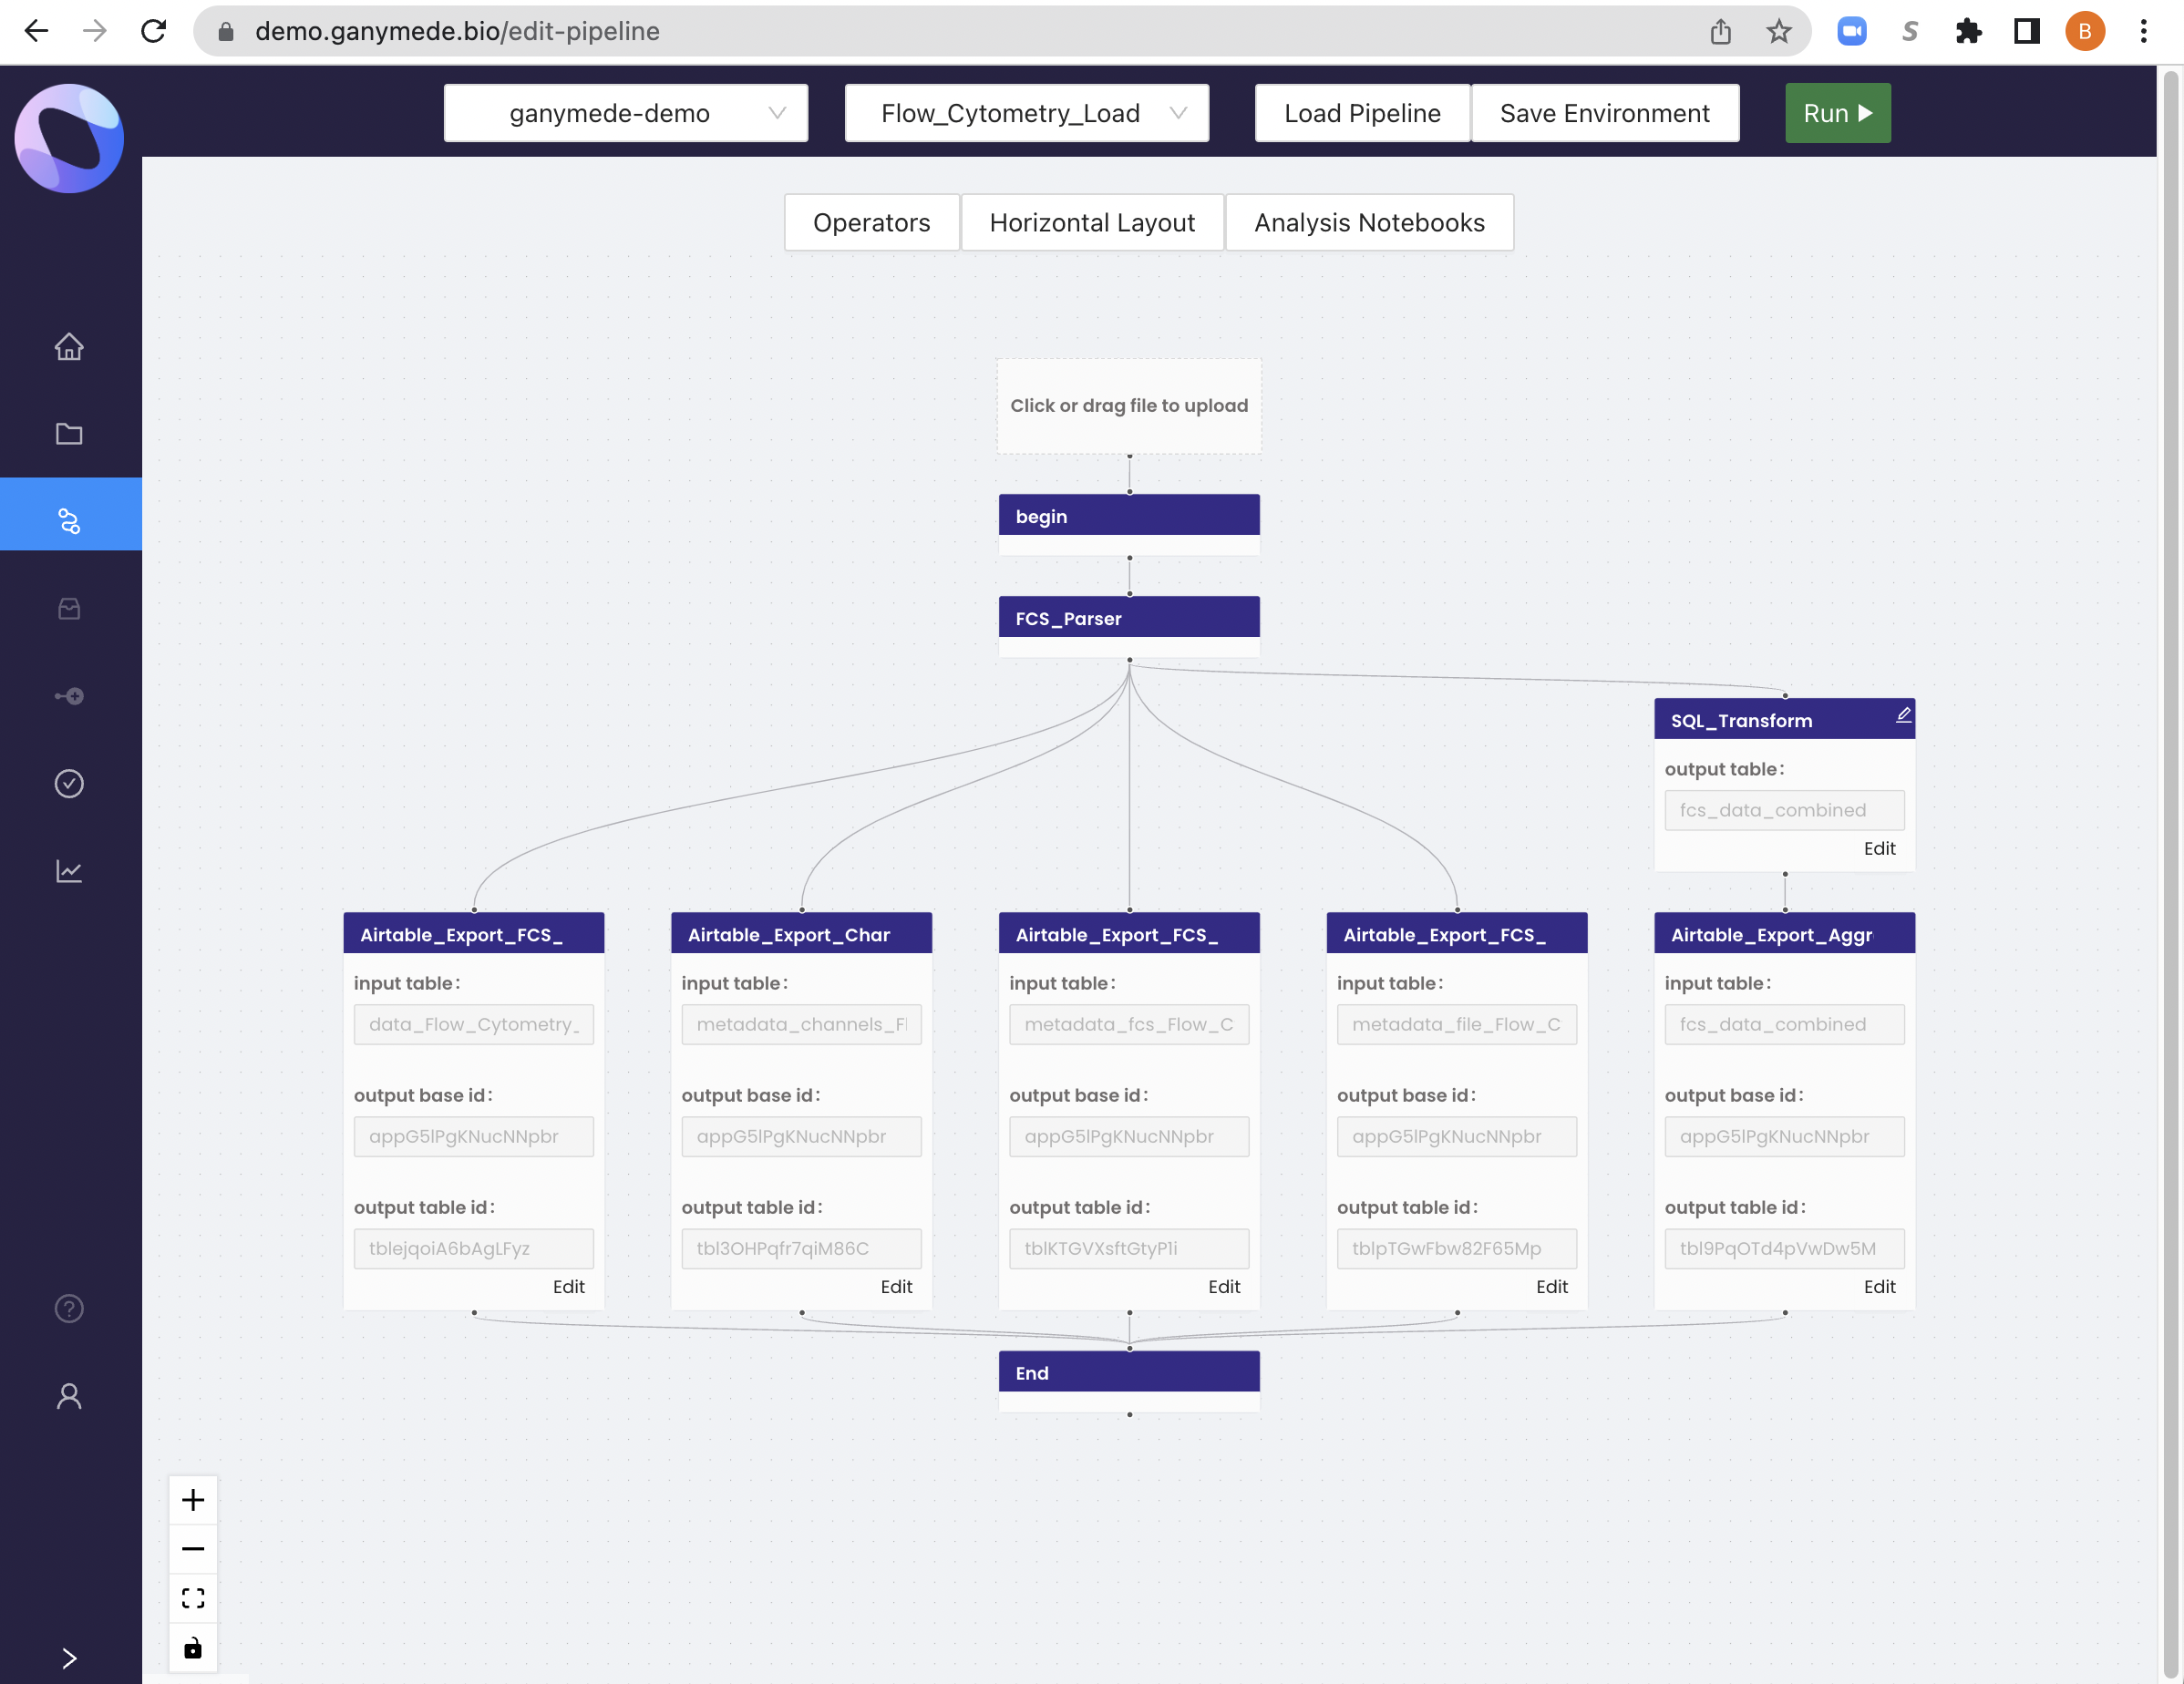 demo.ganymede.bio/edit-pipeline
S
B
ganymede-demo
Flow_Cytometry_Load
Load Pipeline
Save Environment
Run
Operators
Horizontal Layout
Analysis Notebooks
Click or drag file to upload
begin
FCS_Parser
SQL_Transform
output table:
fcs_data_combined
Edit
Airtable_Export_FCS_
input table:
data_Flow_Cytometry_
output base id:
appG5lPgKNucNNpbr
output table id:
tblejqoiA6bAgLFyz
Edit
Airtable_Export_Char
input table:
metadata_channels_Fl
output base id:
appG5lPgKNucNNpbr
output table id:
tbl3OHPqfr7qiM86C
Edit
Airtable_Export_FCS_
input table:
metadata_fcs_Flow_C
output base id:
appG5lPgKNucNNpbr
output table id:
tblKTGVXsftGtyP1i
Edit
Airtable_Export_FCS_
input table:
metadata_file_Flow_C
output base id:
appG5lPgKNucNNpbr
output table id:
tblpTGwFbw82F65Mp
Edit
Airtable_Export_Aggr
input table:
fcs_data_combined
output base id:
appG5lPgKNucNNpbr
output table id:
tbl9PqOTd4pVwDw5M
Edit
End